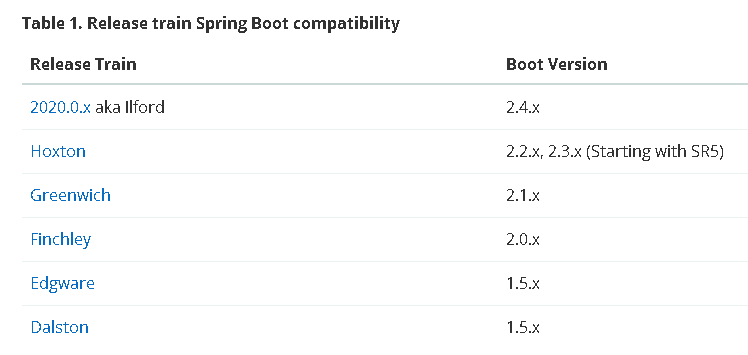 Table 1. Release train Spring Boot compatibility
Release Train Boot Version
2020.0.x aka Ilford 2.4.x
Hoxton 2.2.x, 2.3.x (Starting with SR5)
Greenwich 2.1.x
Finchley 2.0.x
Edgware 1.5.x
Dalston 1.5.x